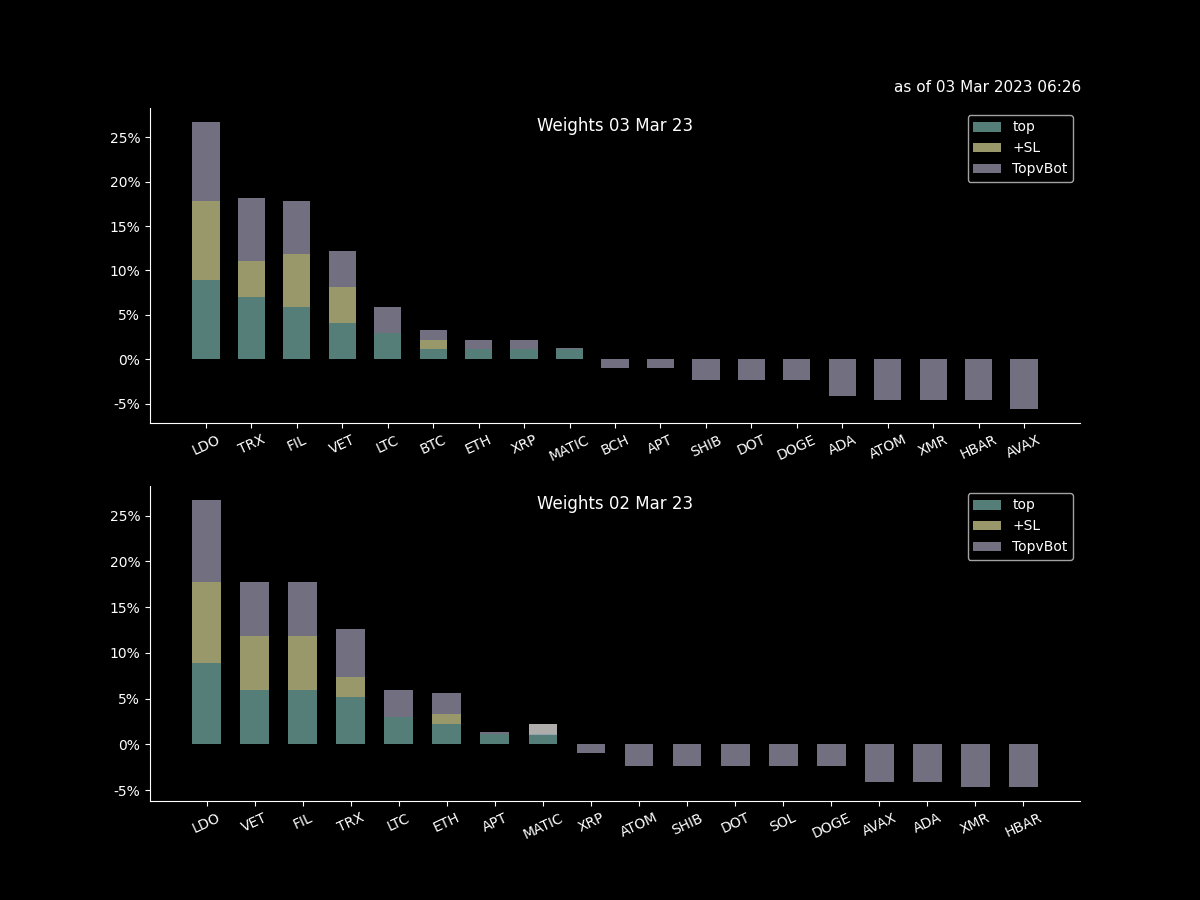 as of 03 Mar 2023 06:26
Weights 03 Mar 23
top
+SL
TopvBot
25%
20%
15%
10%
5%
0%
-5%
LDO TRX FIL VET LTC BTC ETH XRP MATIC BCH APT SHIB DOT DOGE ADA ATOM XMR HBAR AVAX
Weights 02 Mar 23
top
+SL
TopvBot
25%
20%
15%
10%
5%
0%
-5%
LDO VET FIL TRX LTC ETH APT MATIC XRP ATOM SHIB DOT SOL DOGE AVAX ADA XMR HBAR